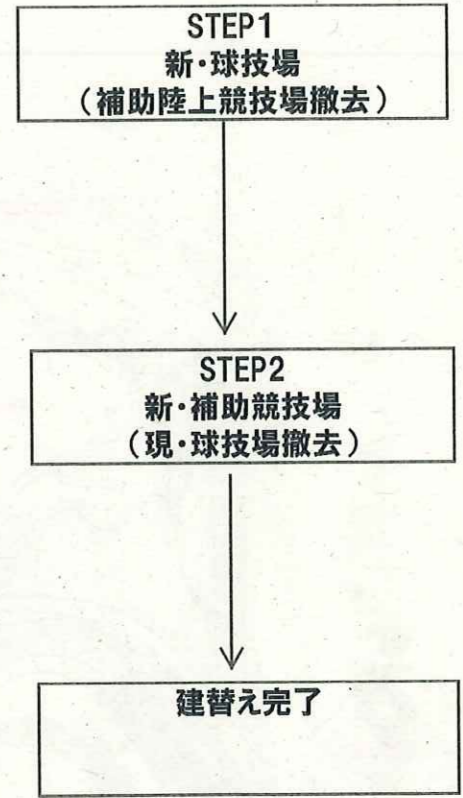 STEP1
新・球技場
（補助陸上競技場撤去）
STEP2
新・補助競技場
（現・球技場撤去）
建替え完了